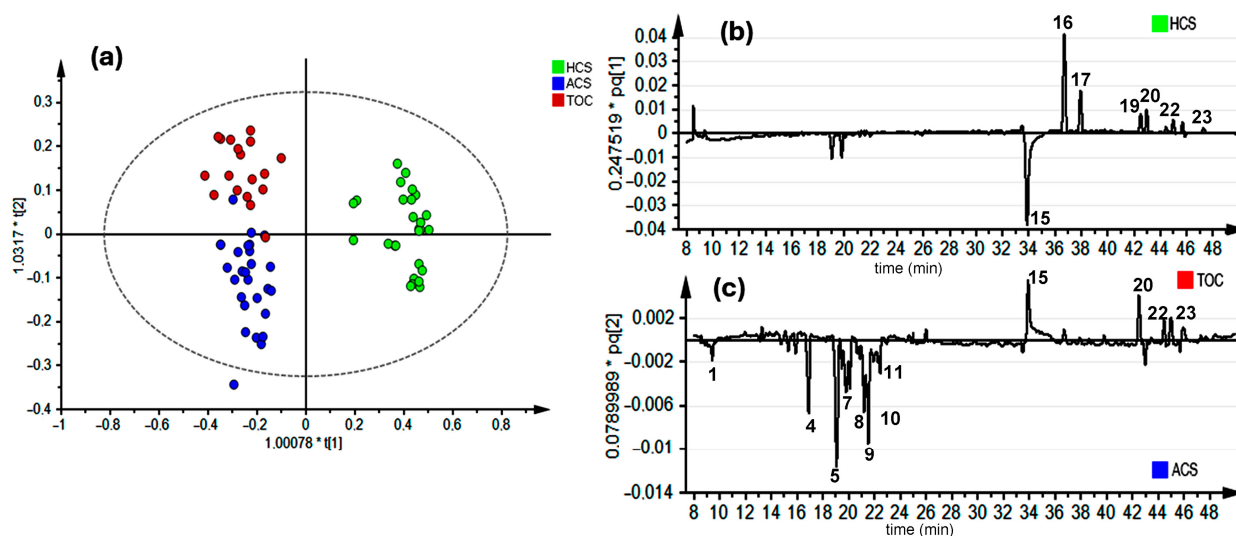 (a)
HCS
ACS
TOC
0.3
0.2
0.1
0
−0.1
−0.2
−0.3
−0.4
1.0317 * t[2]
−1 −0.8 −0.6 −0.4 −0.2 0 0.2 0.4 0.6 0.8
1.00078 * t[1]
(b)
HCS
0.04
0.03
0.02
0.01
0
−0.01
−0.02
−0.03
−0.04
0.2475519 * pq[1]
16
17
19
20
22
23
15
8 10 12 14 16 18 20 22 24 26 28 30 32 34 36 38 40 42 44 46 48
time (min)
(c)
TOC
0.002
−0.002
−0.006
−0.01
−0.014
0.0789989 * pq[2]
15
20
22
23
1
4
5
7
8
9
10
11
ACS
8 10 12 14 16 18 20 22 24 26 28 30 32 34 36 38 40 42 44 46 48
time (min)